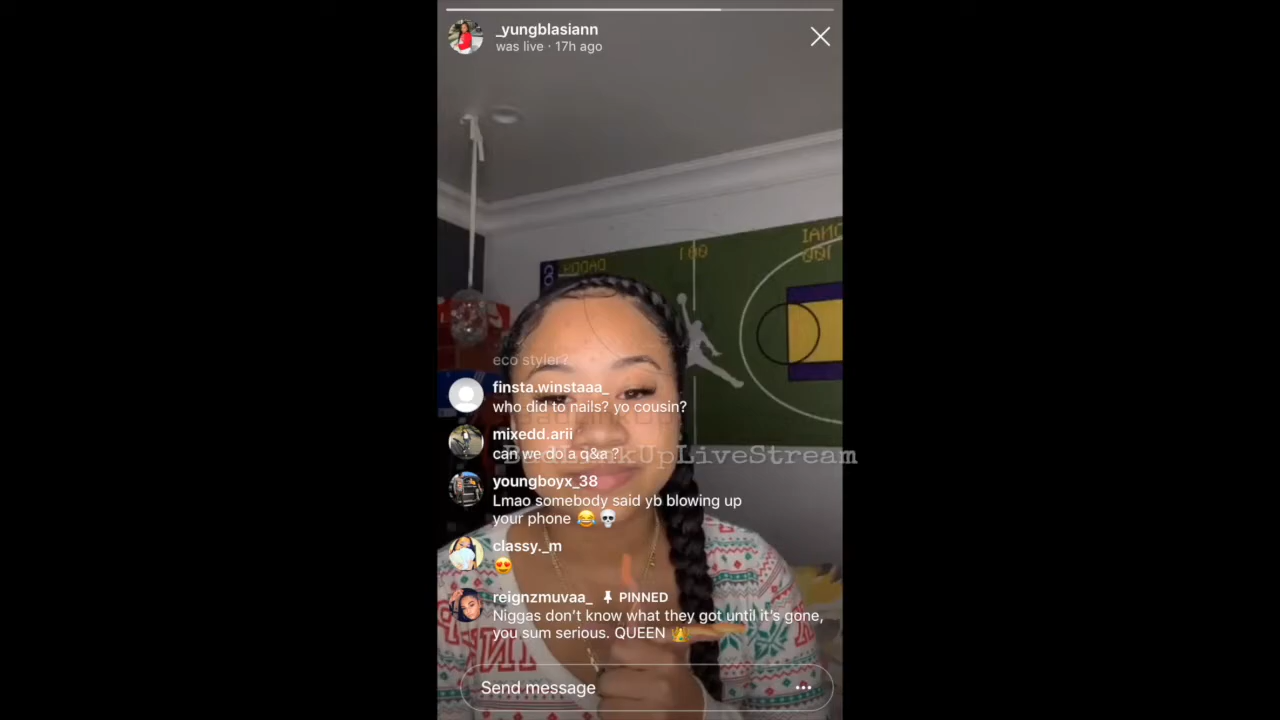 _yungblasiann
was live · 17h ago
eco styler?
finsta.winstaaa_
who did to nails? yo cousin?
mixedd.arii
can we do a q&a ?
BadLinkUpLiveStream
youngboyx_38
Lmao somebody said yb blowing up
your phone 😂💀
classy._m
😍
reignzmuvaa_ 📌 PINNED
Niggas don’t know what they got until it’s gone,
you sum serious. QUEEN 👑
Send message